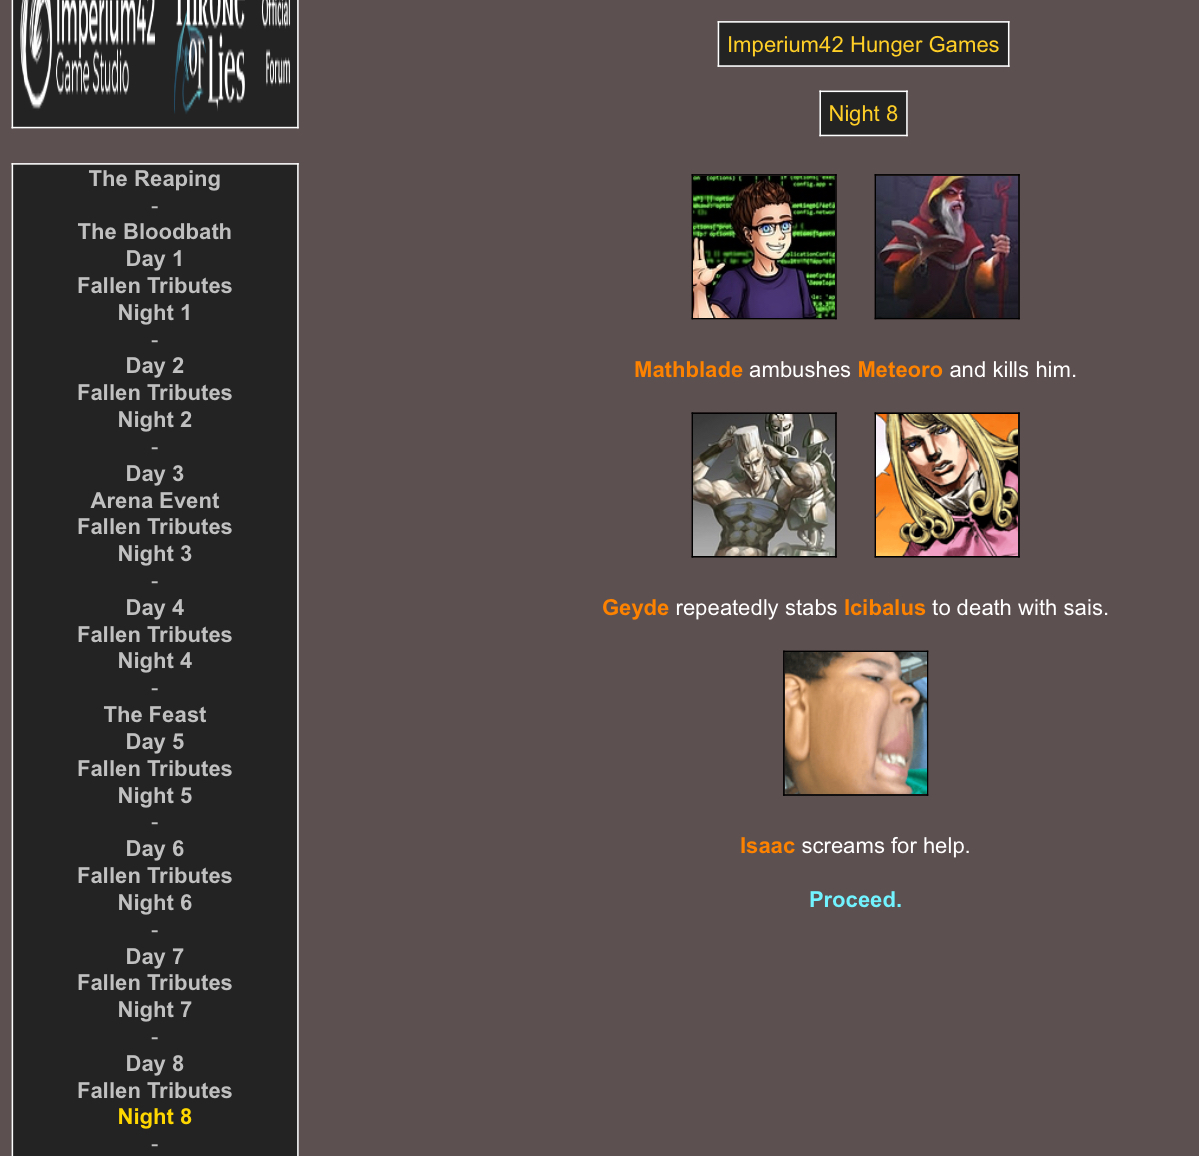 Imperium42
Game Studio
THRONE
OF
LIES
Official
Forum
The Reaping
-
The Bloodbath
Day 1
Fallen Tributes
Night 1
-
Day 2
Fallen Tributes
Night 2
-
Day 3
Arena Event
Fallen Tributes
Night 3
-
Day 4
Fallen Tributes
Night 4
-
The Feast
Day 5
Fallen Tributes
Night 5
-
Day 6
Fallen Tributes
Night 6
-
Day 7
Fallen Tributes
Night 7
-
Day 8
Fallen Tributes
Night 8
-
Imperium42 Hunger Games
Night 8
Mathblade ambushes Meteoro and kills him.
Geyde repeatedly stabs Icibalus to death with sais.
Isaac screams for help.
Proceed.